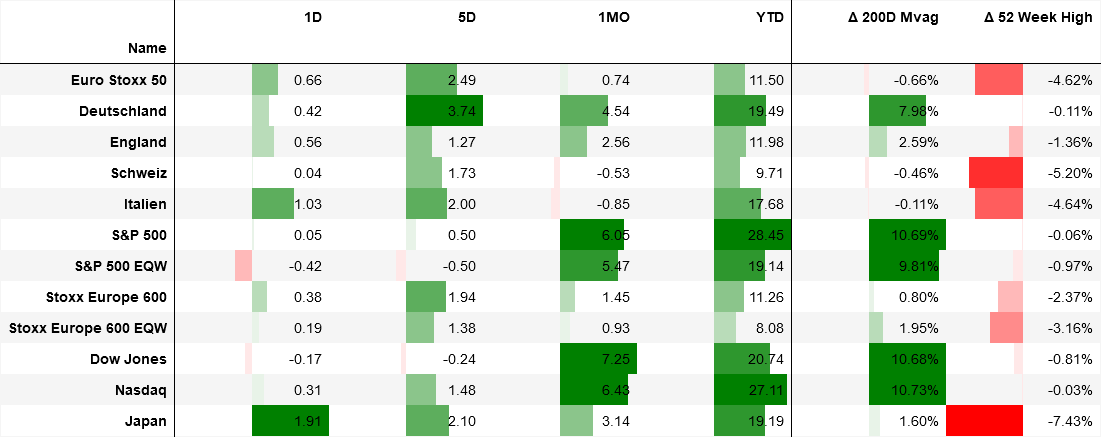 1D 5D 1MO YTD Δ 200D Mvag Δ 52 Week High
Name
Euro Stoxx 50 0.66 2.49 0.74 11.50 -0.66% -4.62%
Deutschland 0.42 3.74 4.54 19.49 7.98% -0.11%
England 0.56 1.27 2.56 11.98 2.59% -1.36%
Schweiz 0.04 1.73 -0.53 9.71 -0.46% -5.20%
Italien 1.03 2.00 -0.85 17.68 -0.11% -4.64%
S&P 500 0.05 0.50 6.05 28.45 10.69% -0.06%
S&P 500 EQW -0.42 -0.50 5.47 19.14 9.81% -0.97%
Stoxx Europe 600 0.38 1.94 1.45 11.26 0.80% -2.37%
Stoxx Europe 600 EQW 0.19 1.38 0.93 8.08 1.95% -3.16%
Dow Jones -0.17 -0.24 7.25 20.74 10.68% -0.81%
Nasdaq 0.31 1.48 6.43 27.11 10.73% -0.03%
Japan 1.91 2.10 3.14 19.19 1.60% -7.43%